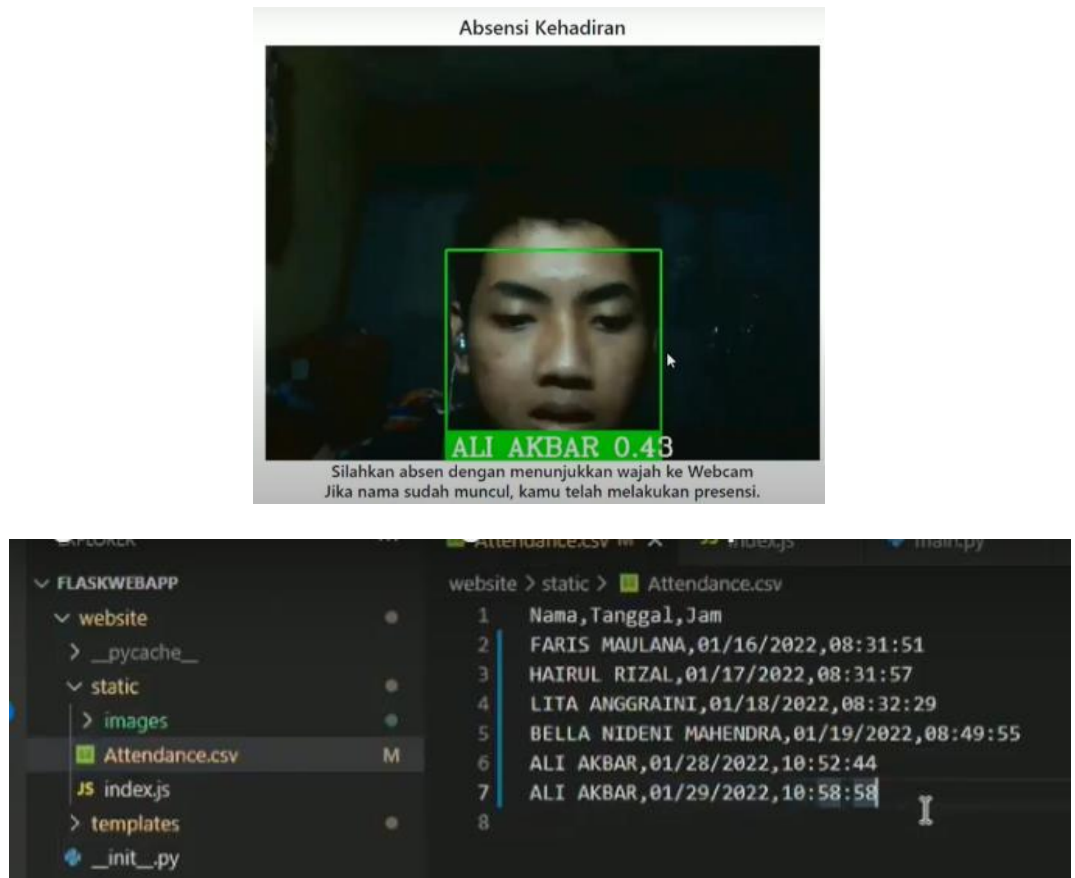 Absensi Kehadiran
ALI AKBAR 0.43
Silahkan absen dengan menunjukkan wajah ke Webcam
Jika nama sudah muncul, kamu telah melakukan presensi.
EXPLORER
Attendance.csv M
index.js
main.py
FLASKWEBAPP
website
__pycache__
static
images
Attendance.csv M
JS index.js
templates
__init__.py
website > static > Attendance.csv
1 Nama,Tanggal,Jam
2 FARIS MAULANA,01/16/2022,08:31:51
3 HAIRUL RIZAL,01/17/2022,08:31:57
4 LITA ANGGRAINI,01/18/2022,08:32:29
5 BELLA NIDENI MAHENDRA,01/19/2022,08:49:55
6 ALI AKBAR,01/28/2022,10:52:44
7 ALI AKBAR,01/29/2022,10:58:58
8